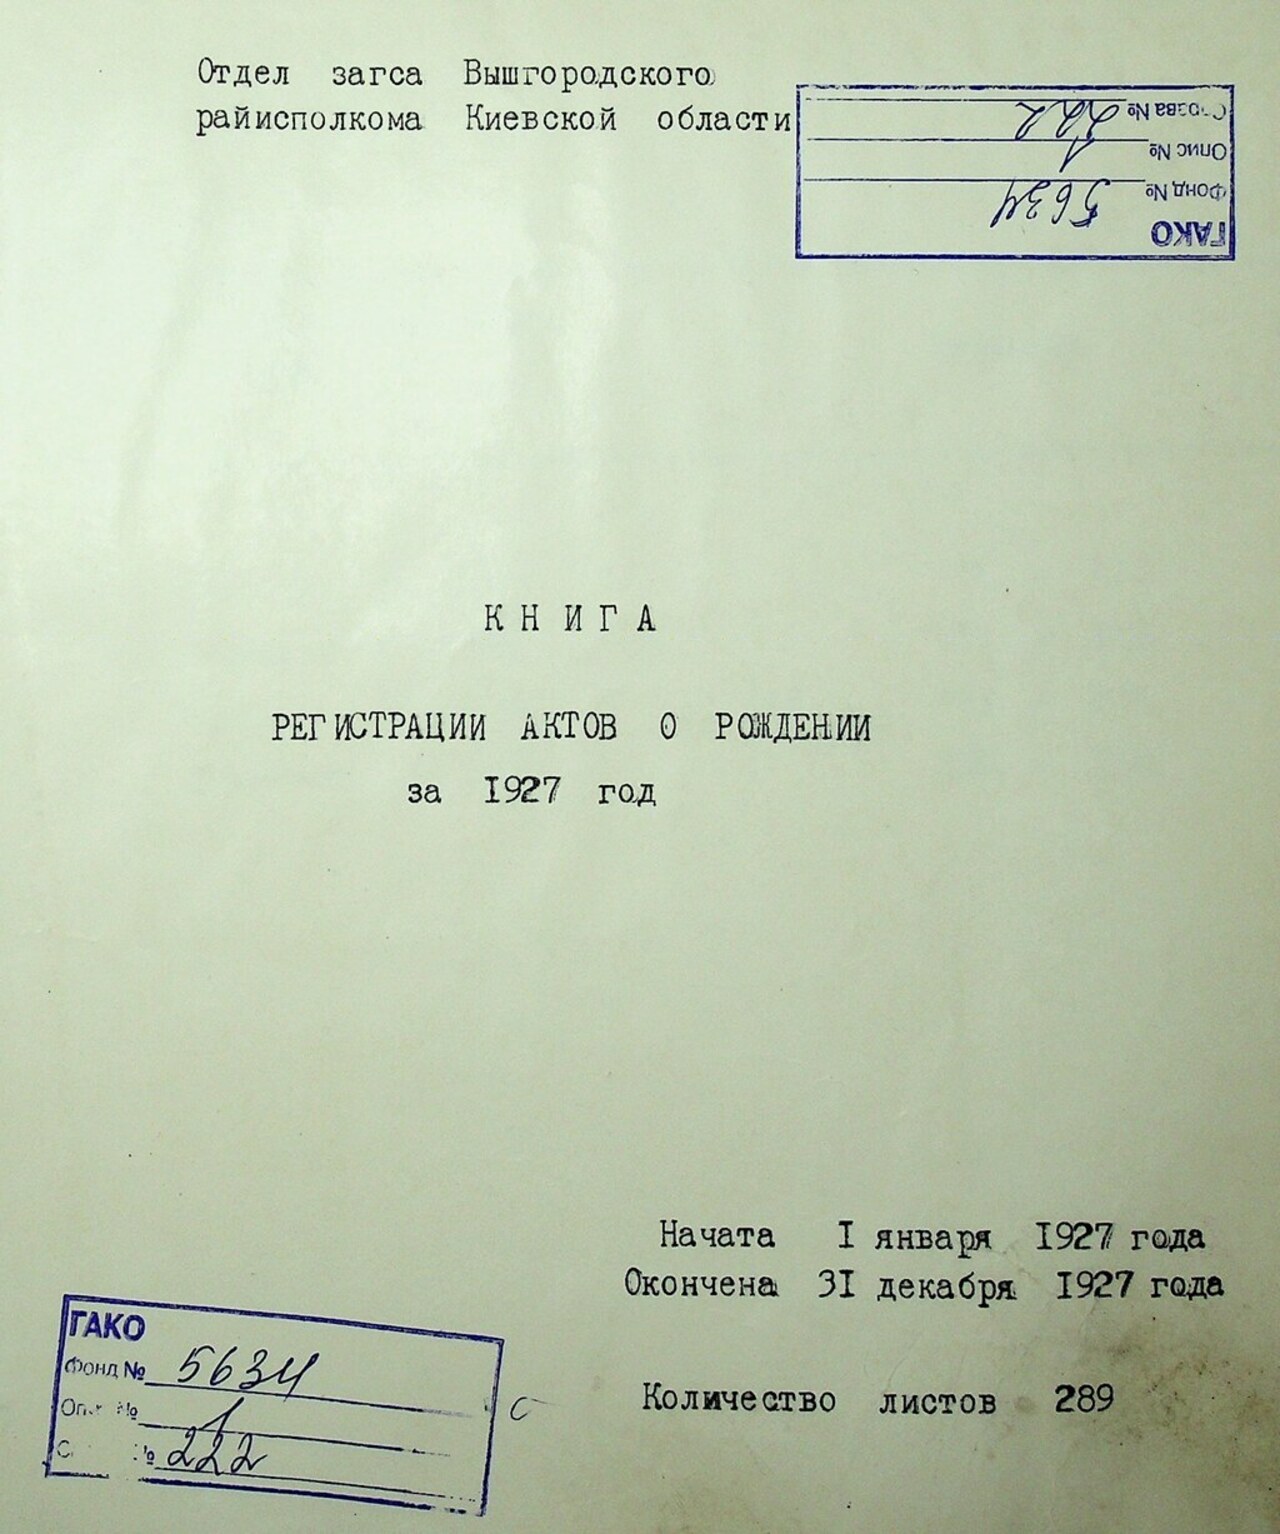 Отдел загса Вышгородского
райисполкома Киевской области
ГАКО
Фонд № 5634
Опис № 1
Справа № 222
КНИГА
РЕГИСТРАЦИИ АКТОВ О РОЖДЕНИИ
за 1927 год
Начата I января 1927 года
Окончена 31 декабря 1927 года
Количество листов 289
ГАКО
Фонд № 5634
№ 1
№ 222